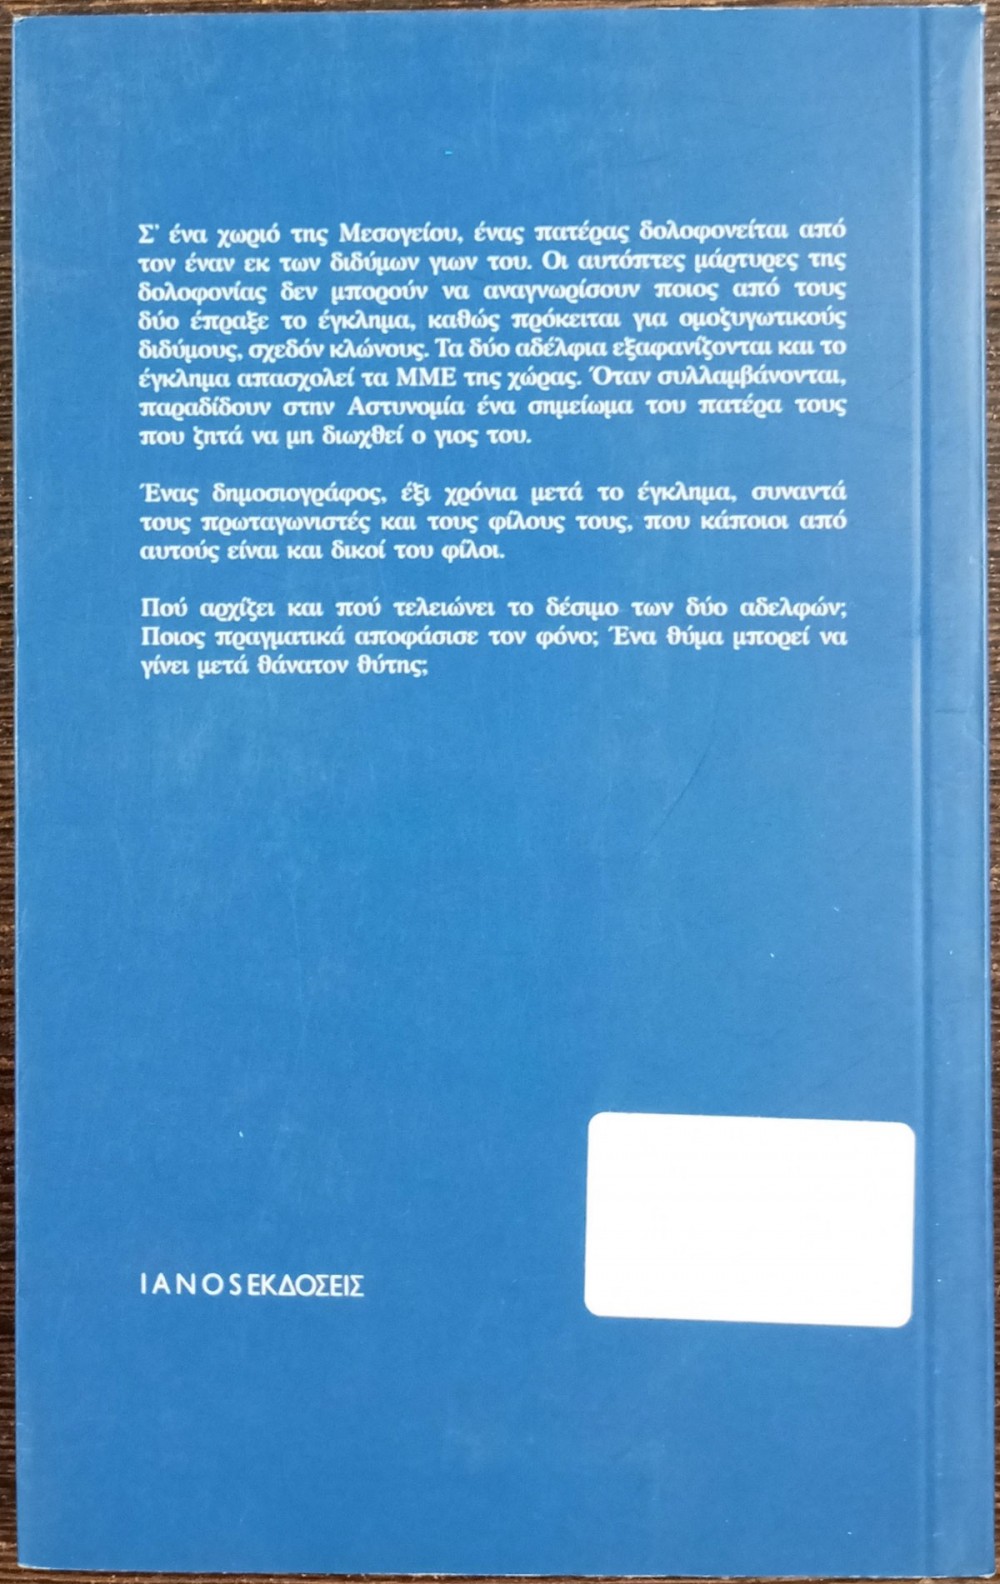 Σ' ένα χωριό της Μεσογείου, ένας πατέρας δολοφονείται από
τον έναν εκ των διδύμων γιων του. Οι αυτόπτες μάρτυρες της
δολοφονίας δεν μπορούν να αναγνωρίσουν ποιος από τους
δύο έπραξε το έγκλημα, καθώς πρόκειται για ομοζυγωτικούς
διδύμους, σχεδόν κλώνους. Τα δύο αδέλφια εξαφανίζονται και το
έγκλημα απασχολεί τα ΜΜΕ της χώρας. Όταν συλλαμβάνονται,
παραδίδουν στην Αστυνομία ένα σημείωμα του πατέρα τους
που ζητά να μη διωχθεί ο γιος του.
Ένας δημοσιογράφος, έξι χρόνια μετά το έγκλημα, συναντά
τους πρωταγωνιστές και τους φίλους τους, που κάποιοι από
αυτούς είναι και δικοί του φίλοι.
Πού αρχίζει και πού τελειώνει το δέσιμο των δύο αδελφών;
Ποιος πραγματικά αποφάσισε τον φόνο; Ένα θύμα μπορεί να
γίνει μετά θάνατον θύτης;
IANOS ΕΚΔΟΣΕΙΣ